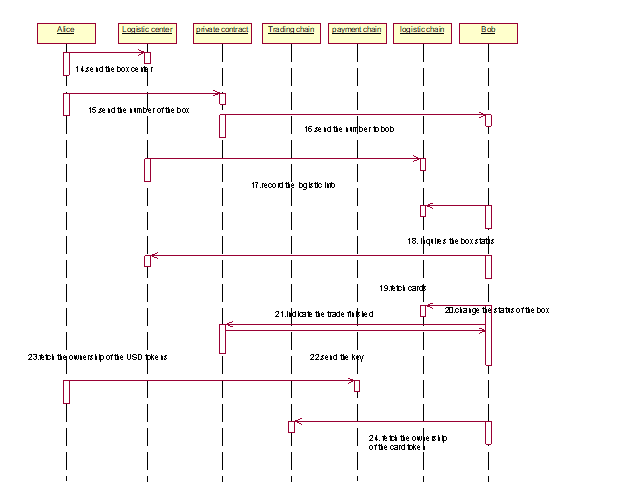 Alice
Logistic center
private contract
Trading chain
payment chain
logistic chain
Bob
14.send the box center
15.send the number of the box
16.send the number to bob
17.record the logistic info
18. Inquires the box status
19.fetch cards
20.change the status of the box
21.Indicate the trade finished
23.fetch the ownership of the USD tokens
22.send the key
24. fetch the ownership
of the card token